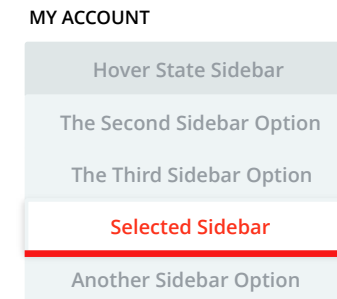 MY ACCOUNT
Hover State Sidebar
The Second Sidebar Option
The Third Sidebar Option
Selected Sidebar
Another Sidebar Option